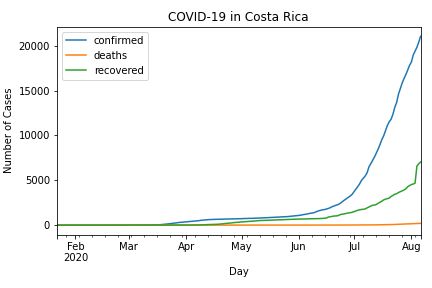 COVID-19 in Costa Rica
confirmed
deaths
recovered
Number of Cases
20000
15000
10000
5000
0
Feb Mar Apr May Jun Jul Aug
2020
Day